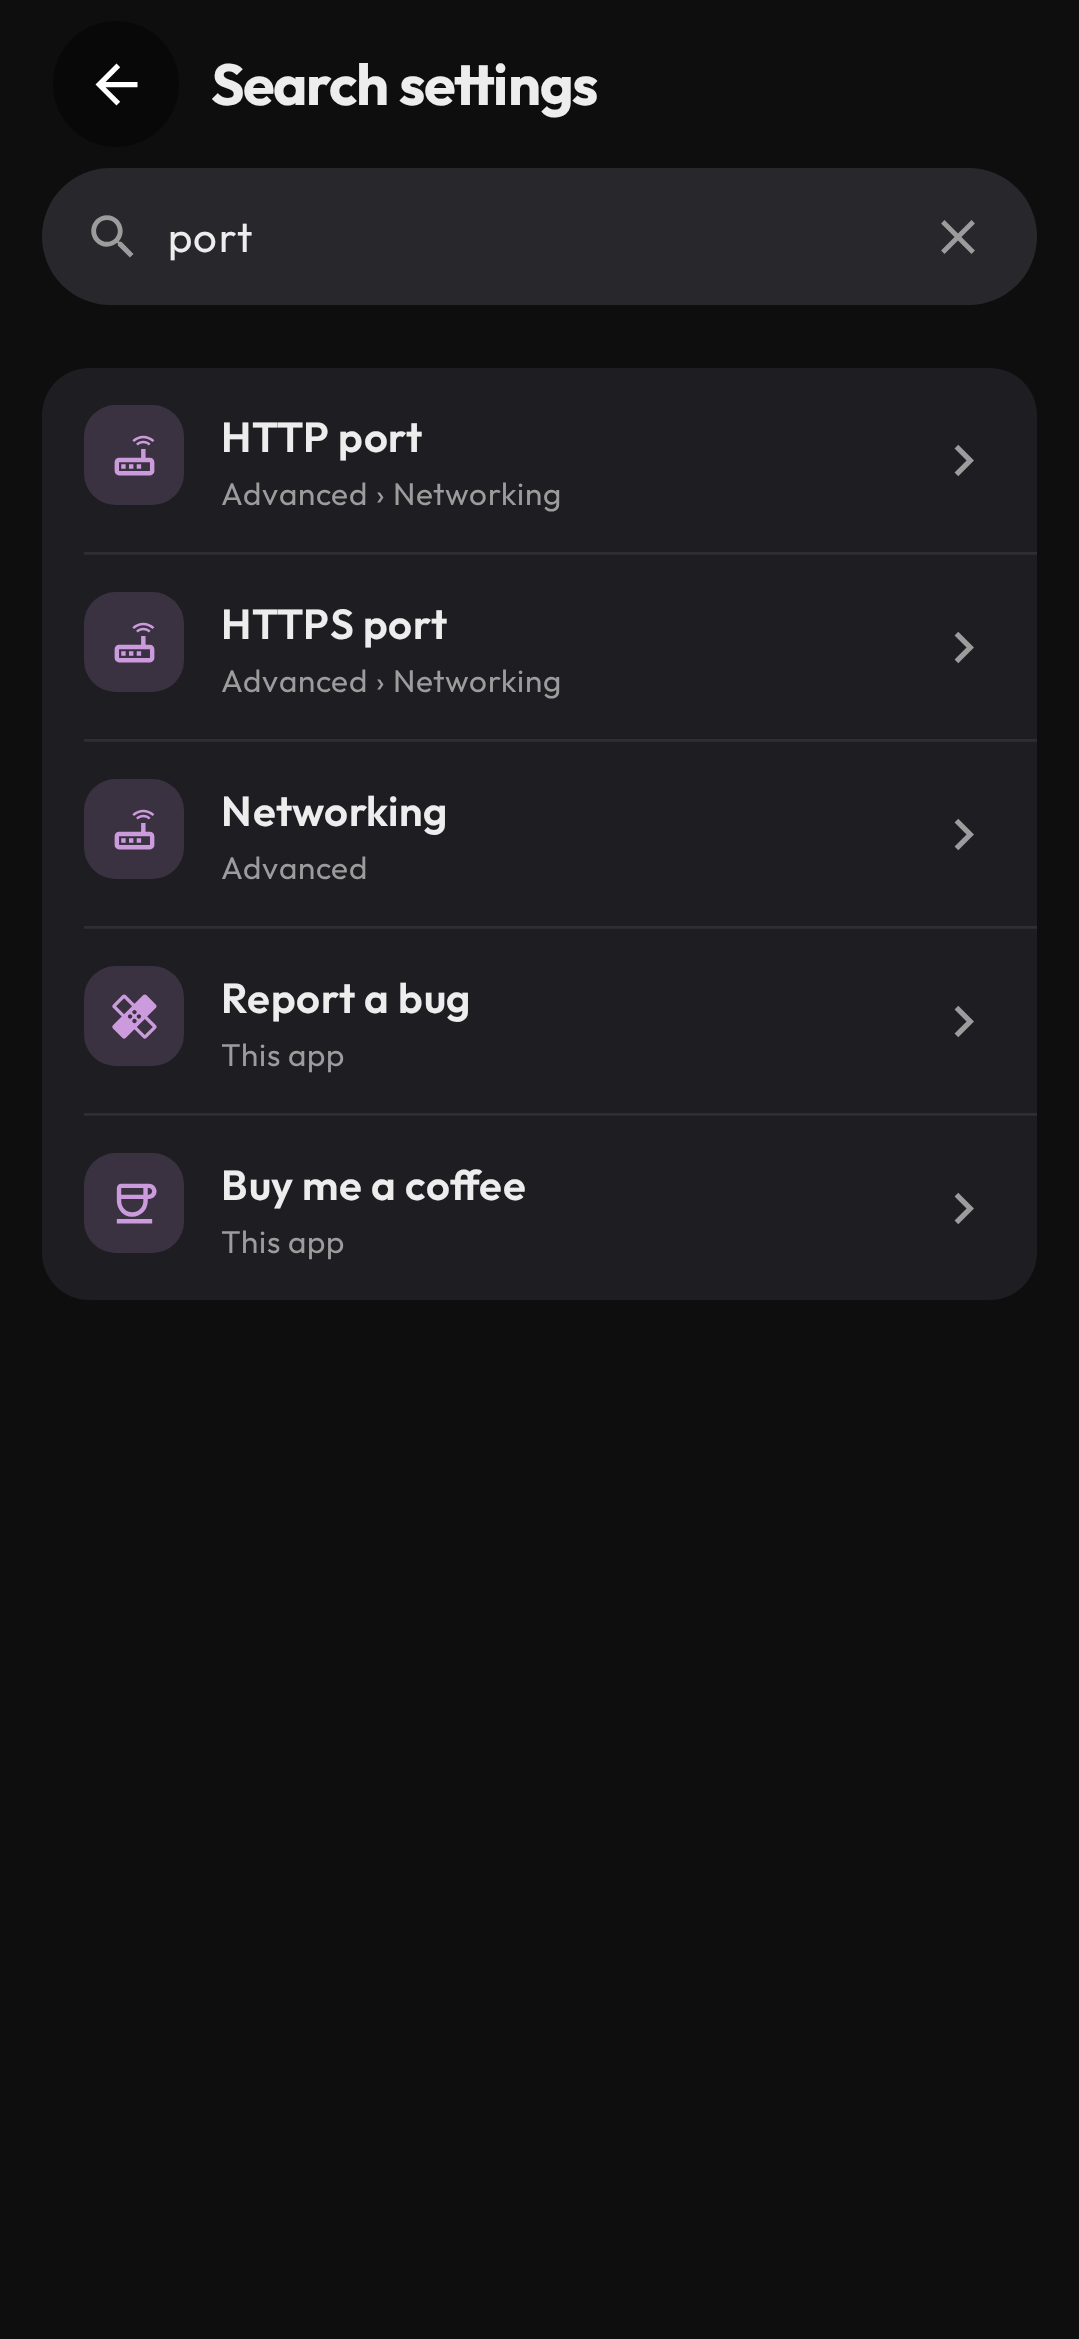 Search settings
port
HTTP port
Advanced › Networking
HTTPS port
Advanced › Networking
Networking
Advanced
Report a bug
This app
Buy me a coffee
This app